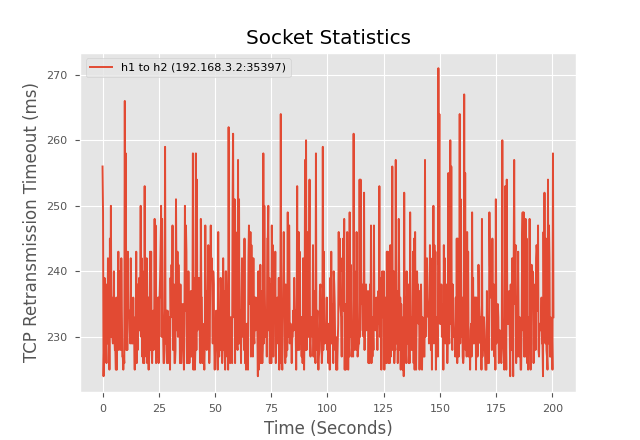 Socket Statistics
h1 to h2 (192.168.3.2:35397)
TCP Retransmission Timeout (ms)
270
260
250
240
230
0 25 50 75 100 125 150 175 200
Time (Seconds)